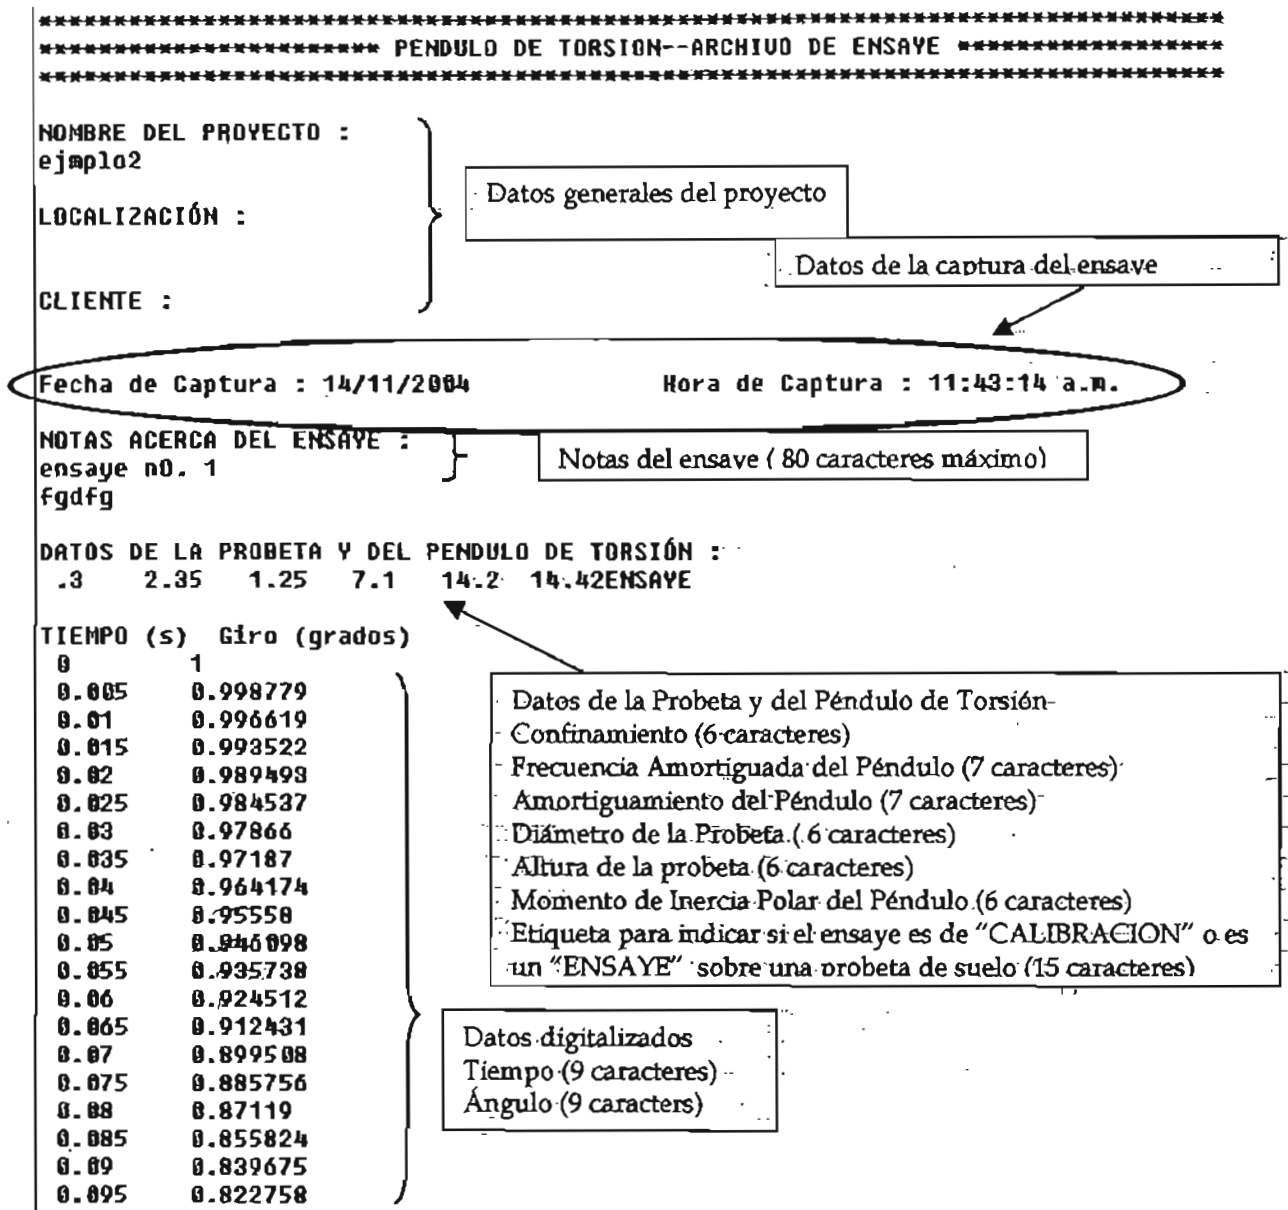 **********************************************************************
******************** PENDULO DE TORSION--ARCHIVO DE ENSAYE ****************
**********************************************************************
NOMBRE DEL PROYECTO :
ejmplo2
LOCALIZACIÓN :
CLIENTE :
Datos generales del proyecto
Datos de la captura del ensaye
Fecha de Captura : 14/11/2004 Hora de Captura : 11:43:14 a.m.
NOTAS ACERCA DEL ENSAYE :
ensaye n0. 1
fgdfg
Notas del ensaye ( 80 caracteres máximo)
DATOS DE LA PROBETA Y DEL PENDULO DE TORSIÓN :
.3 2.35 1.25 7.1 14.2 14.42ENSAYE
TIEMPO (s) Giro (grados)
0 1
0.005 0.998779
0.01 0.996619
0.015 0.993522
0.02 0.989493
0.025 0.984537
0.03 0.97866
0.035 0.97187
0.04 0.964174
0.045 0.95558
0.05 0.946098
0.055 0.935738
0.06 0.924512
0.065 0.912431
0.07 0.899508
0.075 0.885756
0.08 0.87119
0.085 0.855824
0.09 0.839675
0.095 0.822758
Datos de la Probeta y del Péndulo de Torsión
Confinamiento (6 caracteres)
Frecuencia Amortiguada del Péndulo (7 caracteres)
Amortiguamiento del Péndulo (7 caracteres)
Diámetro de la Probeta ( 6 caracteres)
Altura de la probeta (6 caracteres)
Momento de Inercia Polar del Péndulo (6 caracteres)
Etiqueta para indicar si el ensaye es de "CALIBRACION" o es
un "ENSAYE" sobre una probeta de suelo (15 caracteres)
Datos digitalizados
Tiempo (9 caracteres)
Ángulo (9 caracters)